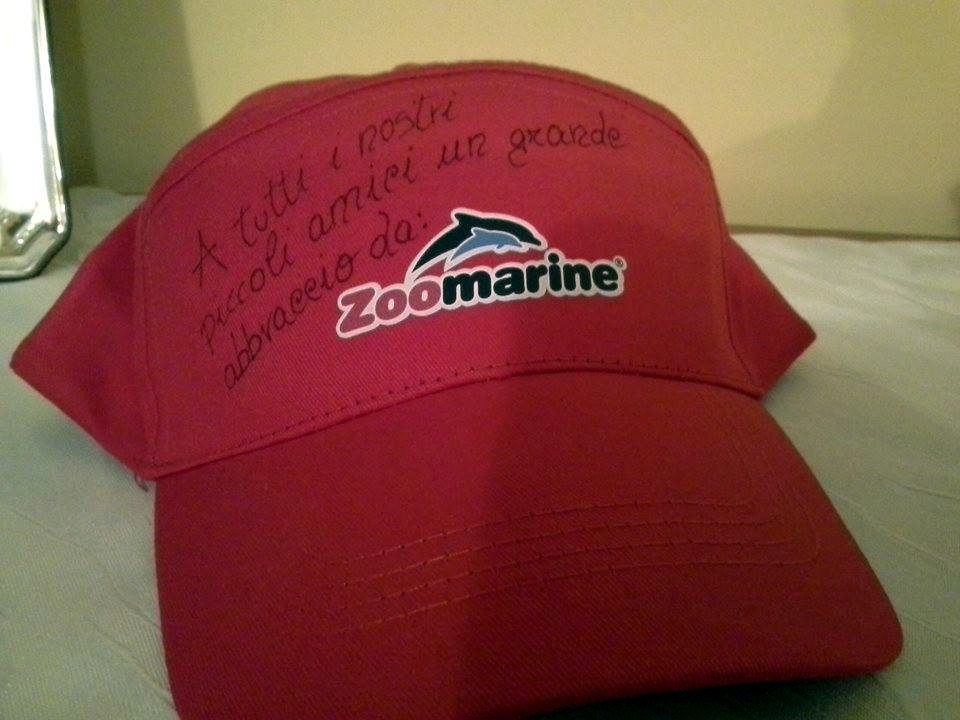 A tutti i nostri
piccoli amici un grande
abbraccio da:
Zoomarine®